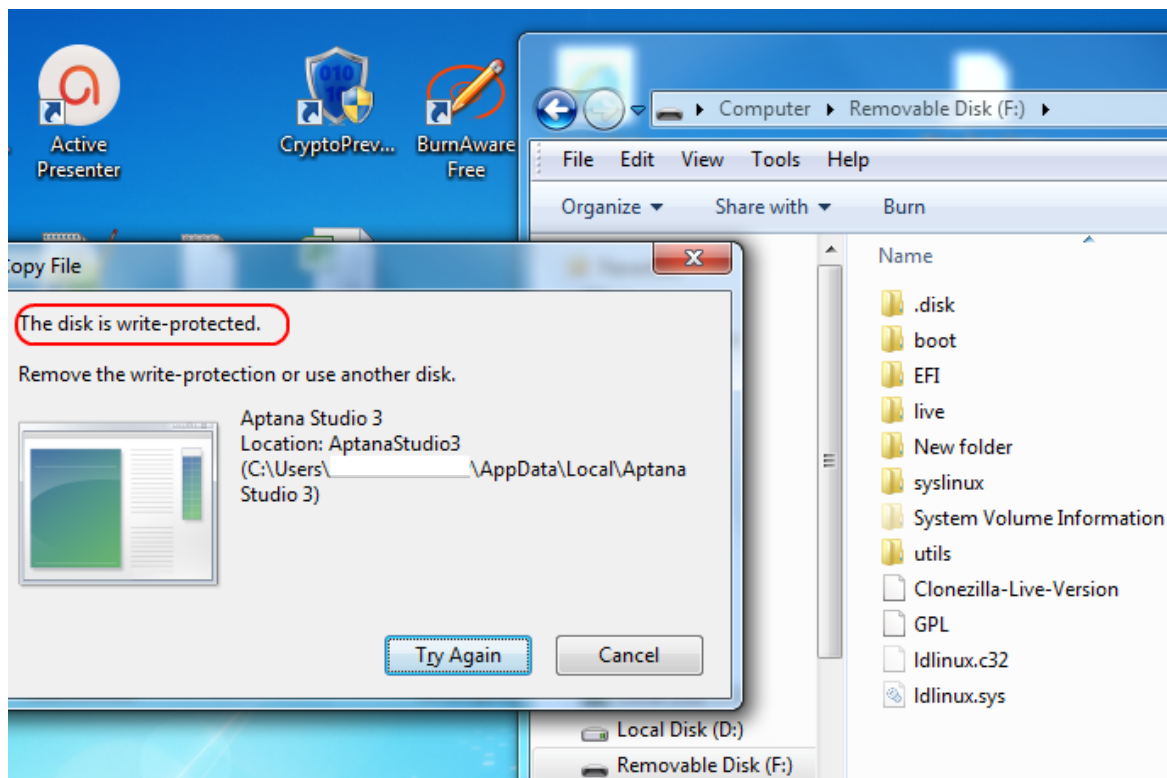 Active
Presenter
CryptoPrev...
BurnAware
Free
Computer
Removable Disk (F:)
File Edit View Tools Help
Organize Share with Burn
Copy File
The disk is write-protected.
Remove the write-protection or use another disk.
Aptana Studio 3
Location: AptanaStudio3
(C:\Users\ \AppData\Local\Aptana
Studio 3)
Try Again
Cancel
Name
.disk
boot
EFI
live
New folder
syslinux
System Volume Information
utils
Clonezilla-Live-Version
GPL
ldlinux.c32
ldlinux.sys
Local Disk (D:)
Removable Disk (F:)